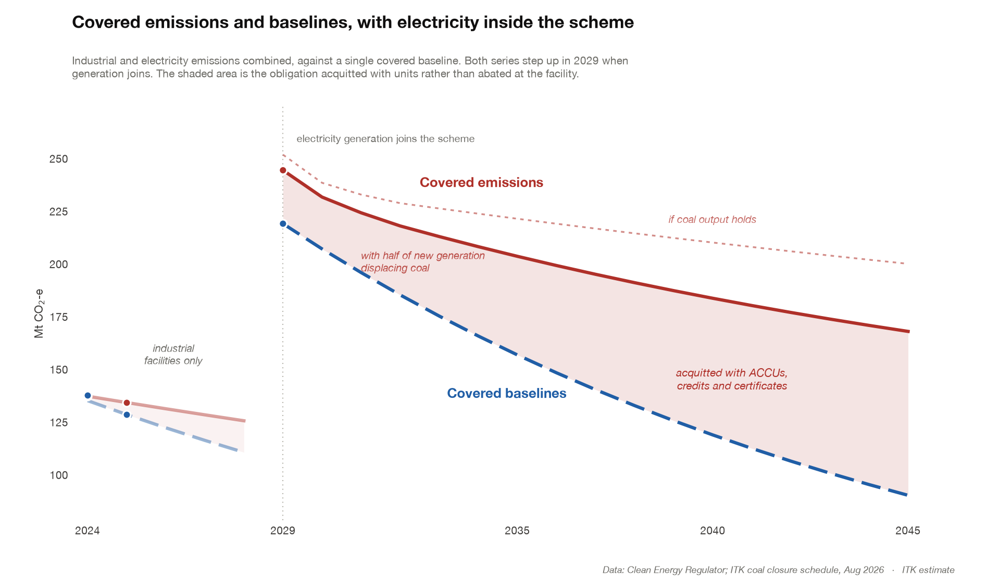 Covered emissions and baselines, with electricity inside the scheme
Industrial and electricity emissions combined, against a single covered baseline. Both series step up in 2029 when
generation joins. The shaded area is the obligation acquitted with units rather than abated at the facility.
electricity generation joins the scheme
Covered emissions
if coal output holds
with half of new generation
displacing coal
industrial
facilities only
acquitted with ACCUs,
credits and certificates
Covered baselines
Mt CO₂-e
250
225
200
175
150
125
100
2024
2029
2035
2040
2045
Data: Clean Energy Regulator; ITK coal closure schedule, Aug 2026 · ITK estimate